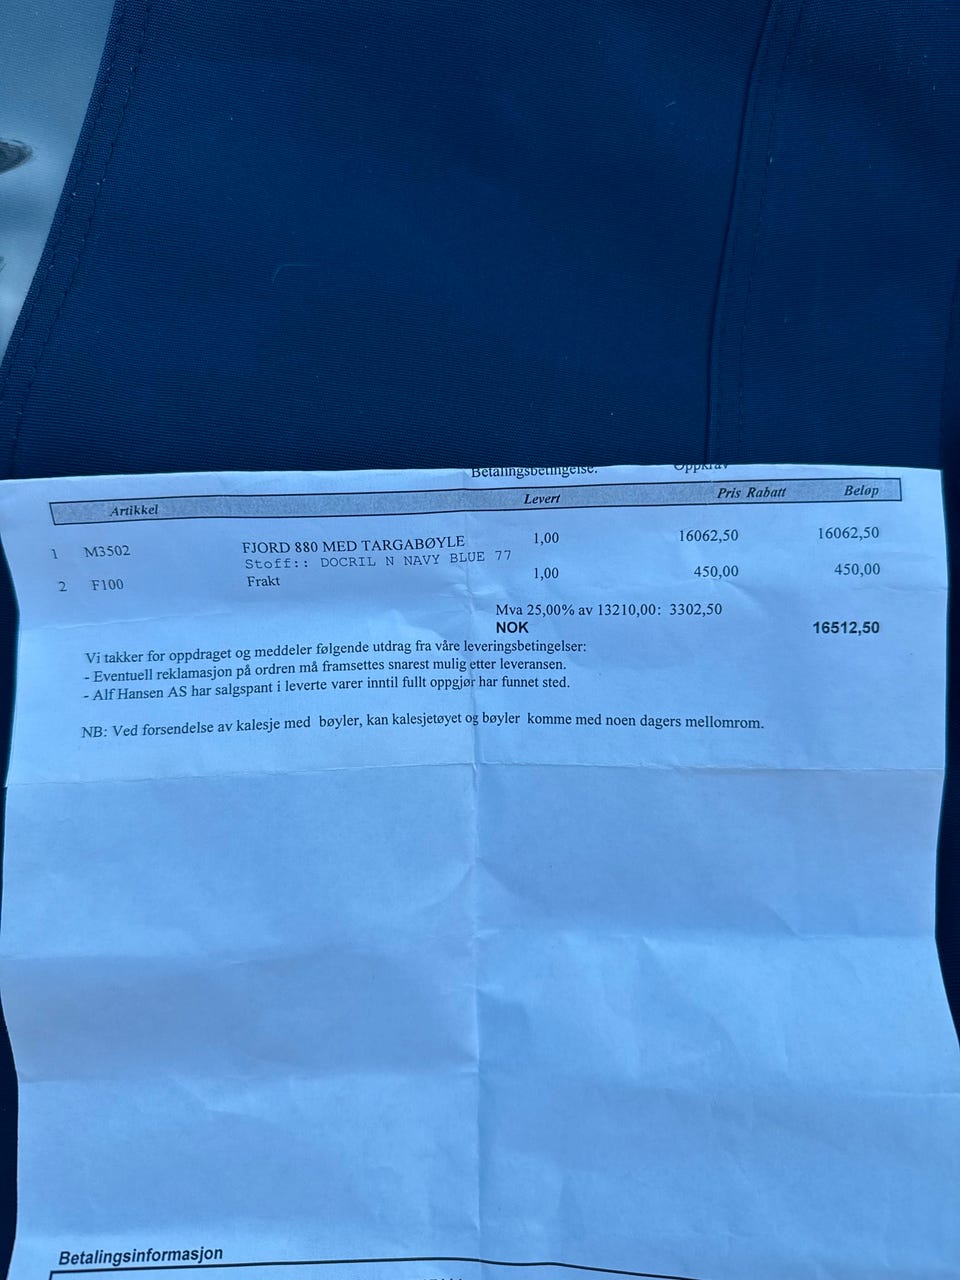 Betalingsbetingelse: Oppkrav
Artikkel Levert Pris Rabatt Beløp
1 M3502 FJORD 880 MED TARGABØYLE 1,00 16062,50 16062,50
Stoff:: DOCRIL N NAVY BLUE 77
2 F100 Frakt 1,00 450,00 450,00
Mva 25,00% av 13210,00: 3302,50
NOK 16512,50
Vi takker for oppdraget og meddeler følgende utdrag fra våre leveringsbetingelser:
- Eventuell reklamasjon på ordren må framsettes snarest mulig etter leveransen.
- Alf Hansen AS har salgspant i leverte varer inntil fullt oppgjør har funnet sted.
NB: Ved forsendelse av kalesje med bøyler, kan kalesjetøyet og bøyler komme med noen dagers mellomrom.
Betalingsinformasjon